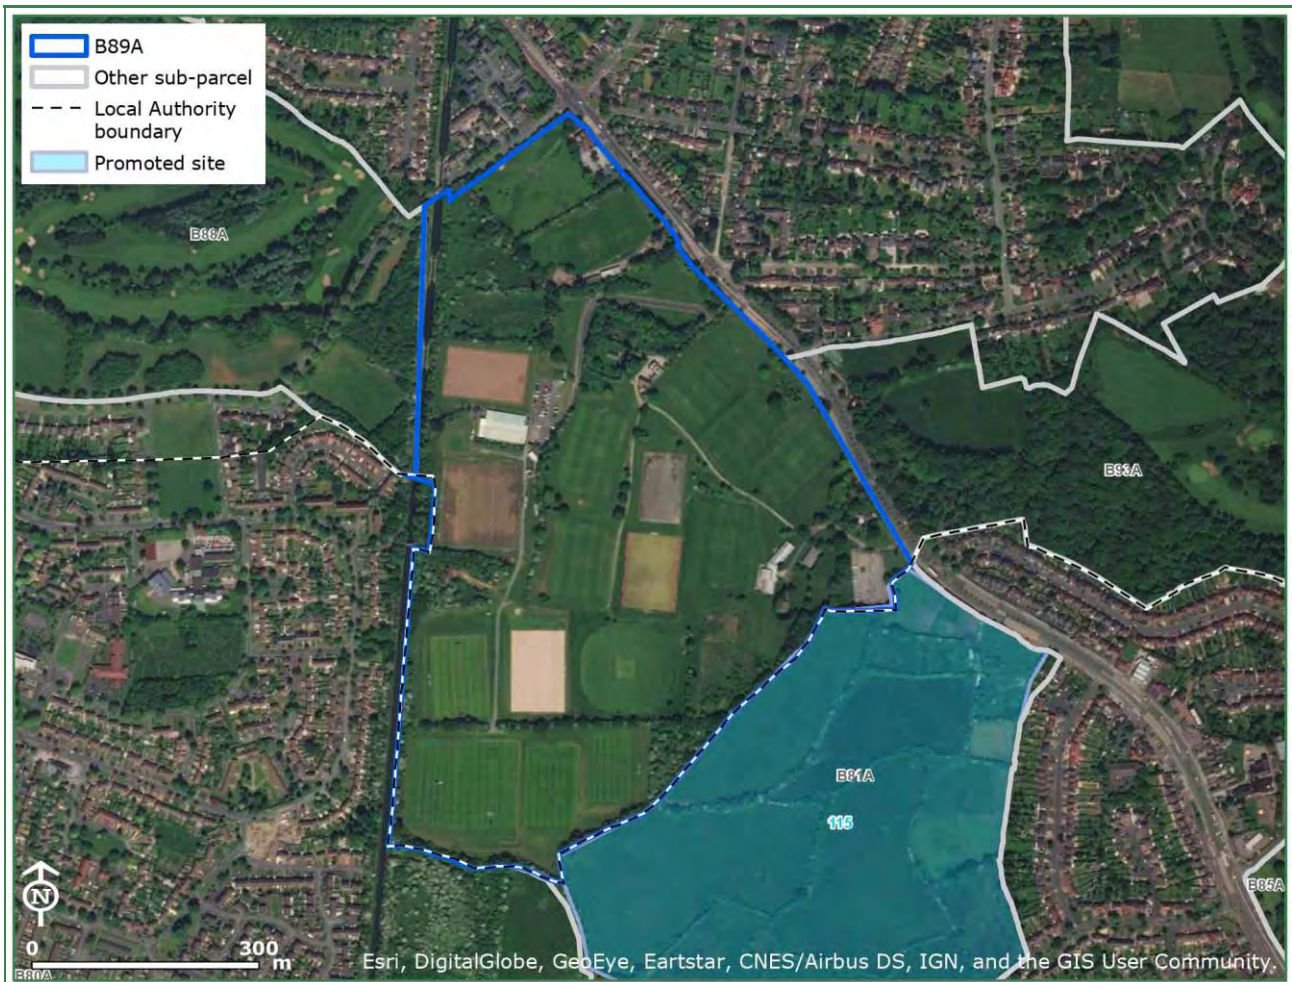 B89A
Other sub-parcel
Local Authority
boundary
Promoted site
B88A
B93A
B81A
115
B85A
N
0 300
m
B80A
Esri, DigitalGlobe, GeoEye, Eartstar, CNES/Airbus DS, IGN, and the GIS User Community.